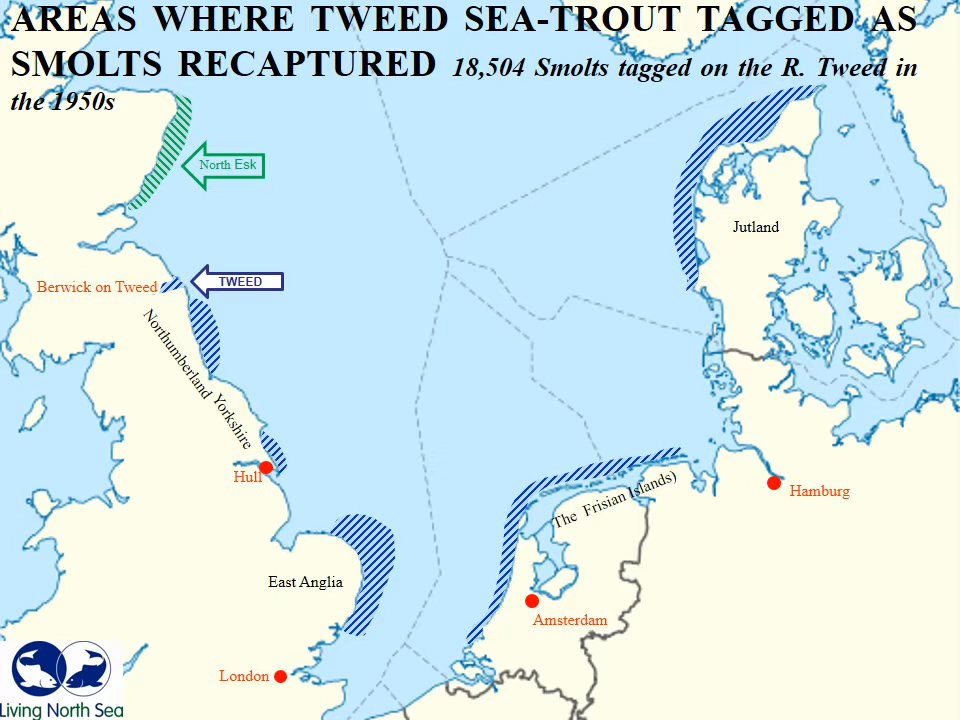 AREAS WHERE TWEED SEA-TROUT TAGGED AS
SMOLTS RECAPTURED 18,504 Smolts tagged on the R. Tweed in
the 1950s
North Esk
Jutland
TWEED
Berwick on Tweed
Northumberland
Yorkshire
Hull
The Frisian Islands)
Hamburg
East Anglia
Amsterdam
London
Living North Sea